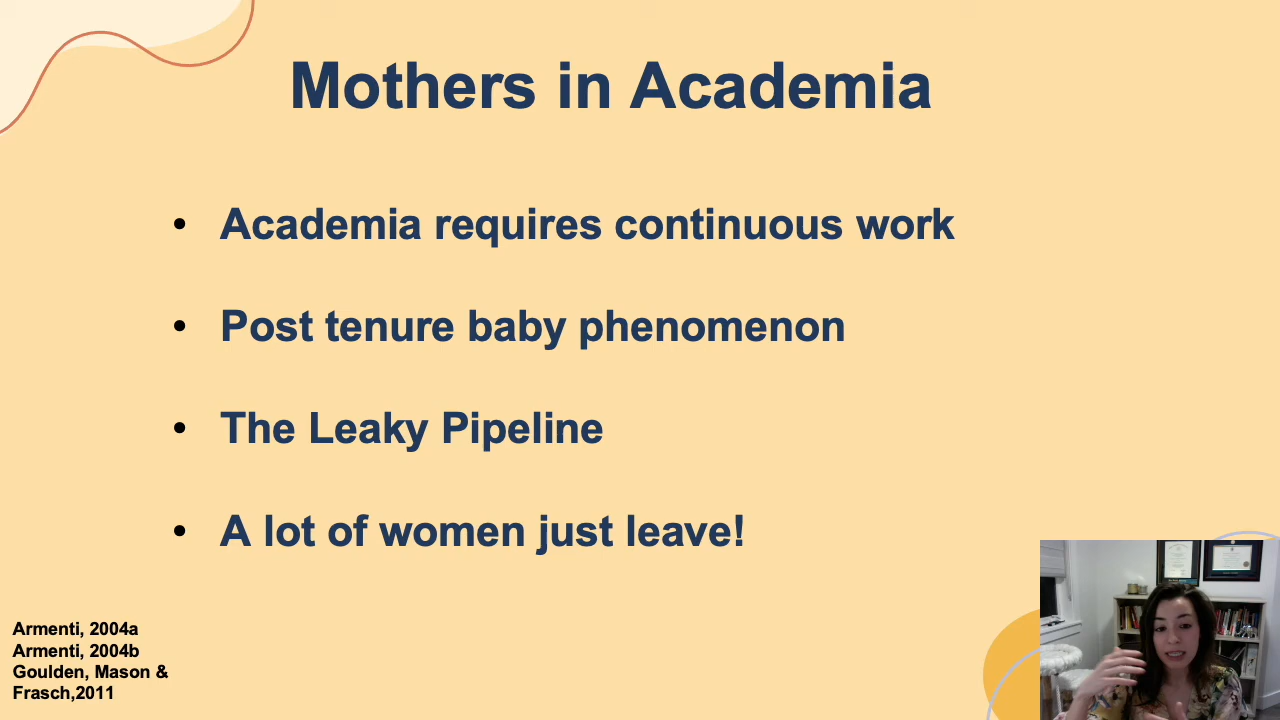 Mothers in Academia
• Academia requires continuous work
• Post tenure baby phenomenon
• The Leaky Pipeline
• A lot of women just leave!
Armenti, 2004a
Armenti, 2004b
Goulden, Mason &
Frasch,2011